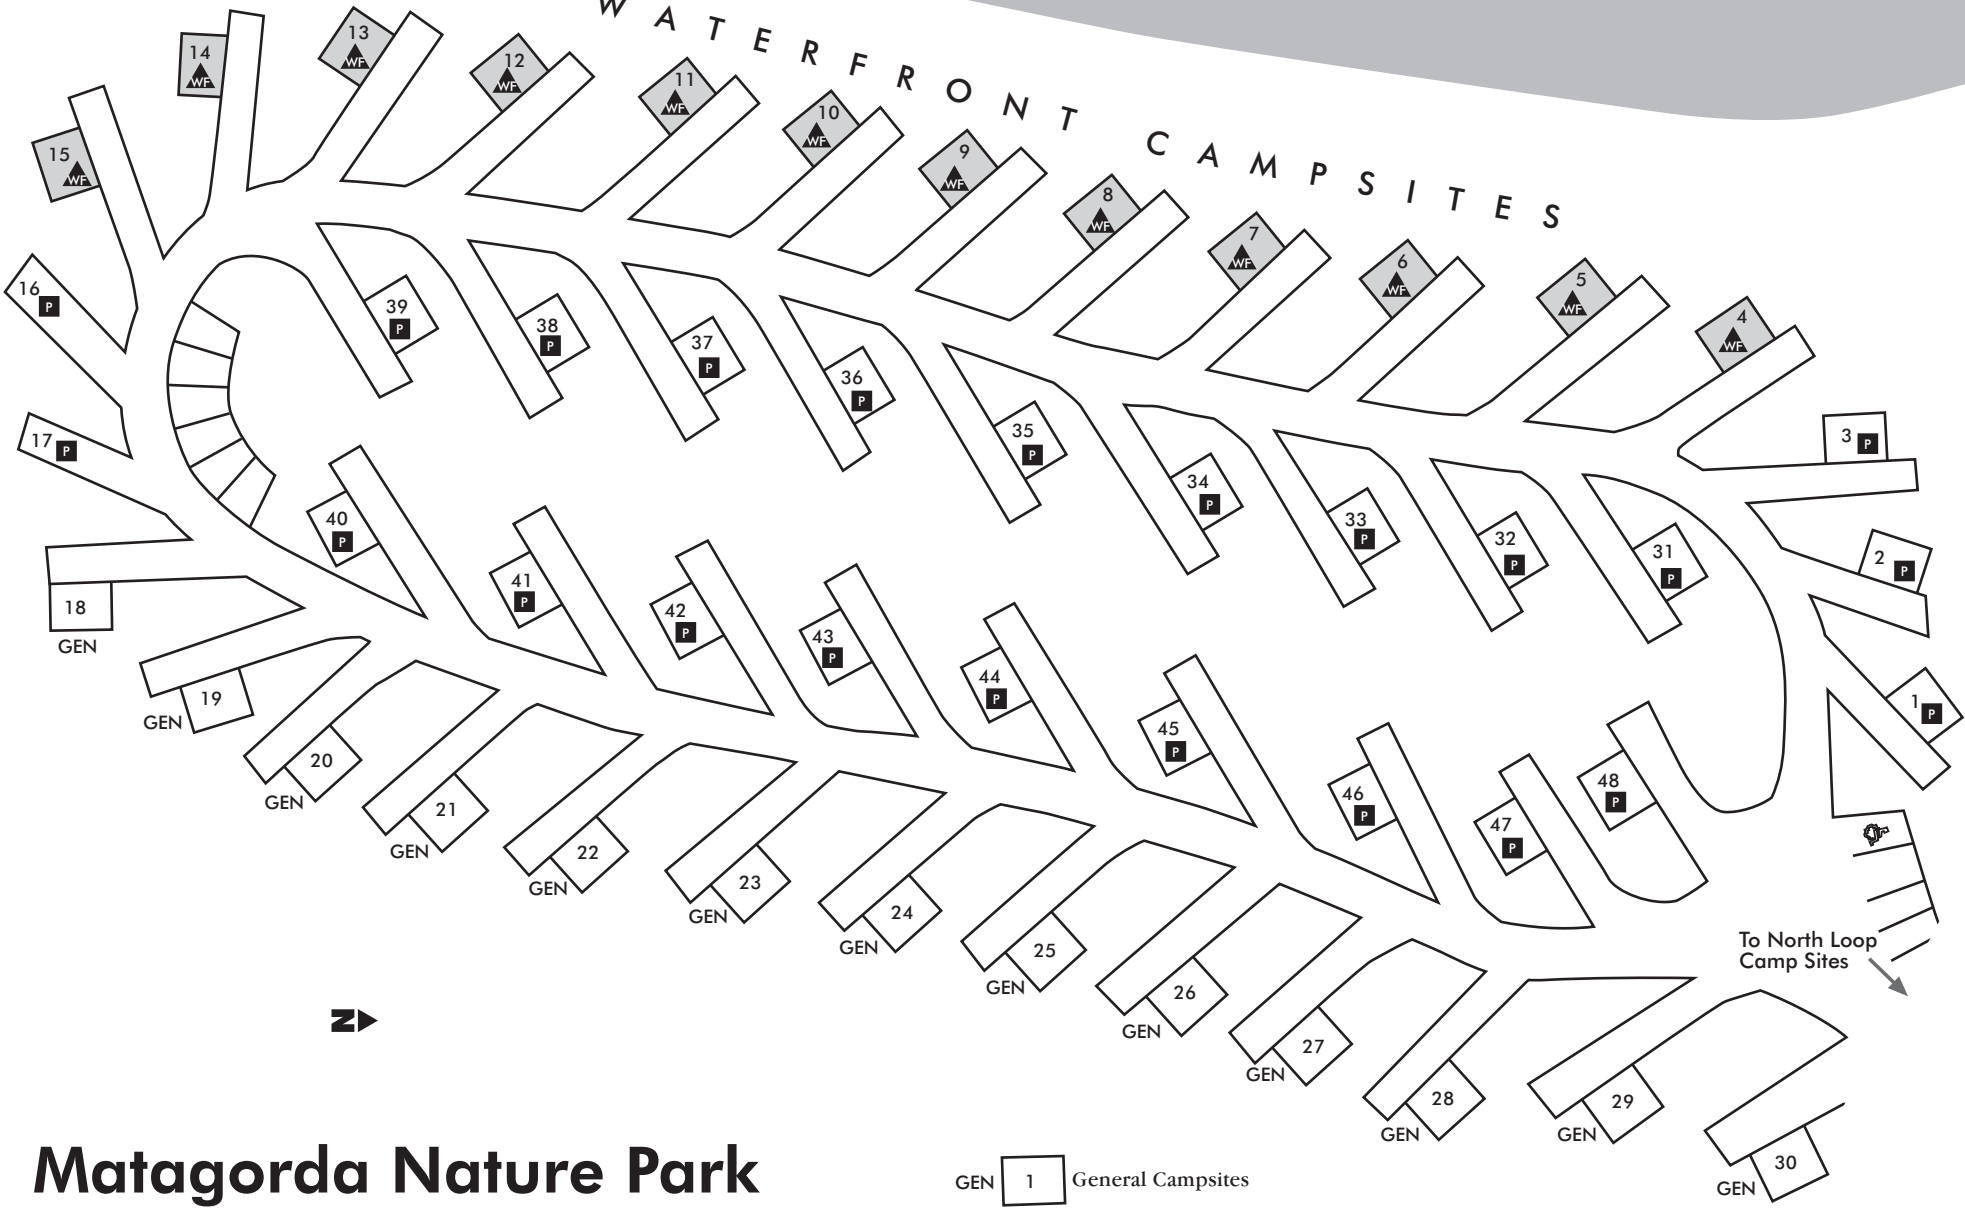 WATERFRONT CAMPSITES
14
WF
13
WF
12
WF
11
WF
10
WF
9
WF
8
WF
7
WF
6
WF
5
WF
4
WF
15
WF
16
P
17
P
18
GEN
3
P
2
P
1
P
39
P
38
P
37
P
36
P
35
P
34
P
33
P
32
P
31
P
40
P
41
P
42
P
43
P
44
P
45
P
46
P
47
P
48
P
19
GEN
20
GEN
21
GEN
22
GEN
23
GEN
24
GEN
25
GEN
26
GEN
27
GEN
28
GEN
29
GEN
30
GEN
To North Loop
Camp Sites
N
Matagorda Nature Park
GEN 1 General Campsites